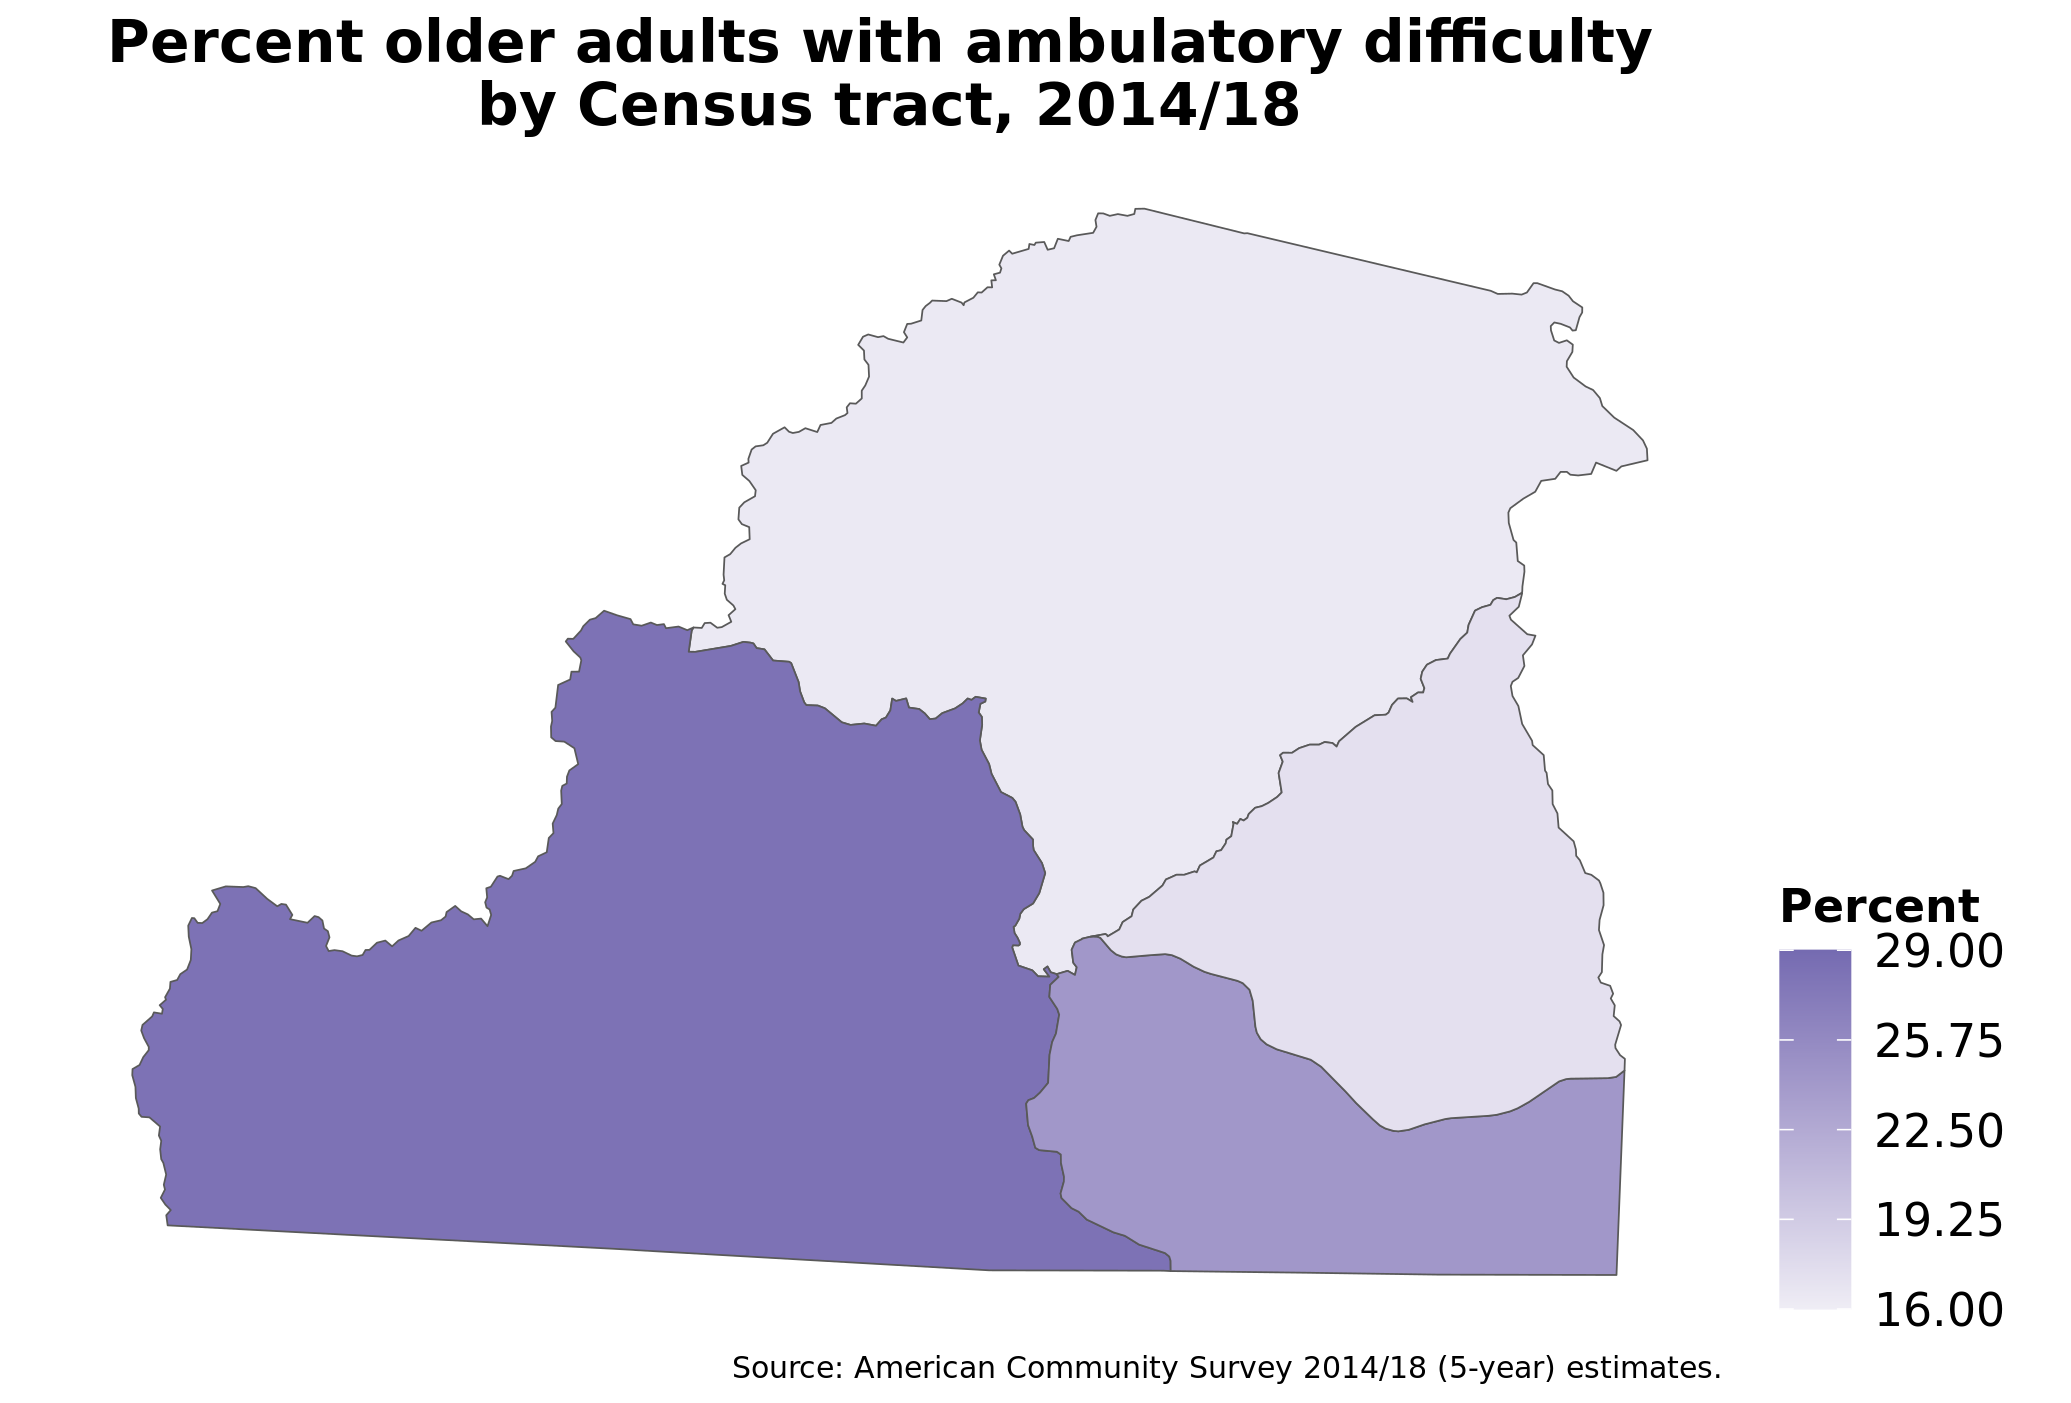 Percent older adults with ambulatory difficulty
by Census tract, 2014/18
Percent
29.00
25.75
22.50
19.25
16.00
Source: American Community Survey 2014/18 (5-year) estimates.